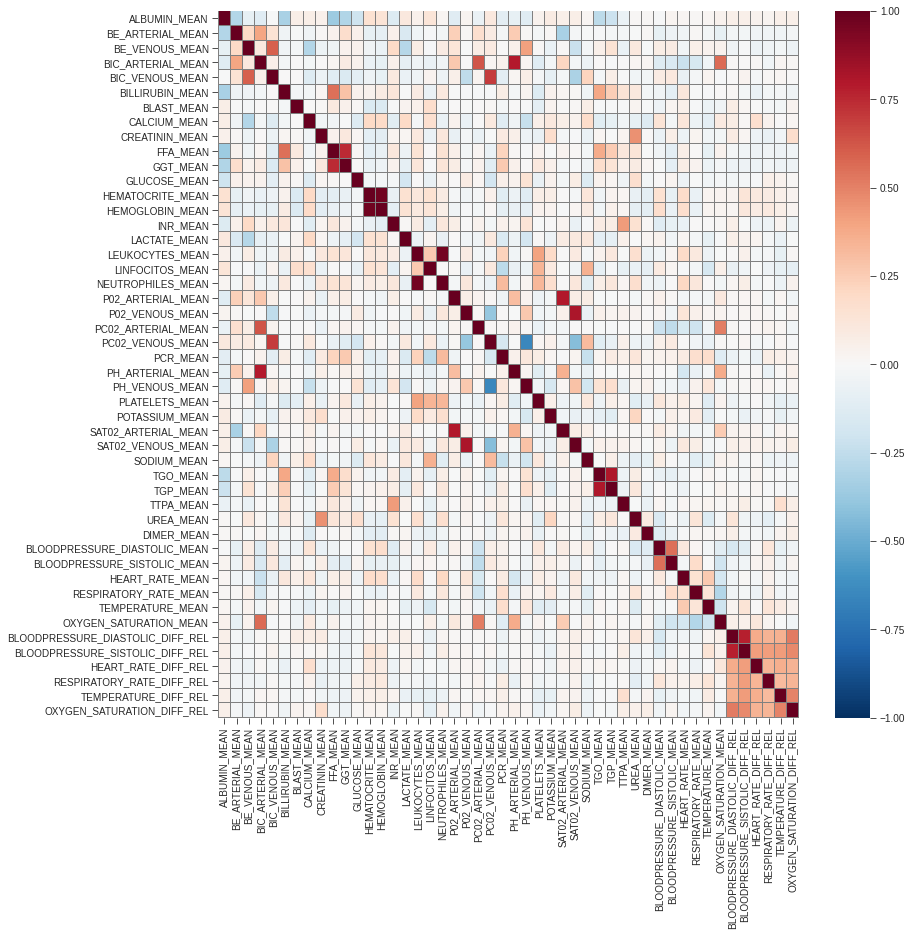 ALBUMIN_MEAN
BE_ARTERIAL_MEAN
BE_VENOUS_MEAN
BIC_ARTERIAL_MEAN
BIC_VENOUS_MEAN
BILLIRUBIN_MEAN
BLAST_MEAN
CALCIUM_MEAN
CREATININ_MEAN
FFA_MEAN
GGT_MEAN
GLUCOSE_MEAN
HEMATOCRITE_MEAN
HEMOGLOBIN_MEAN
INR_MEAN
LACTATE_MEAN
LEUKOCYTES_MEAN
LINFOCITOS_MEAN
NEUTROPHILES_MEAN
P02_ARTERIAL_MEAN
P02_VENOUS_MEAN
PC02_ARTERIAL_MEAN
PC02_VENOUS_MEAN
PCR_MEAN
PH_ARTERIAL_MEAN
PH_VENOUS_MEAN
PLATELETS_MEAN
POTASSIUM_MEAN
SAT02_ARTERIAL_MEAN
SAT02_VENOUS_MEAN
SODIUM_MEAN
TGO_MEAN
TGP_MEAN
TTPA_MEAN
UREA_MEAN
DIMER_MEAN
BLOODPRESSURE_DIASTOLIC_MEAN
BLOODPRESSURE_SISTOLIC_MEAN
HEART_RATE_MEAN
RESPIRATORY_RATE_MEAN
TEMPERATURE_MEAN
OXYGEN_SATURATION_MEAN
BLOODPRESSURE_DIASTOLIC_DIFF_REL
BLOODPRESSURE_SISTOLIC_DIFF_REL
HEART_RATE_DIFF_REL
RESPIRATORY_RATE_DIFF_REL
TEMPERATURE_DIFF_REL
OXYGEN_SATURATION_DIFF_REL
ALBUMIN_MEAN
BE_ARTERIAL_MEAN
BE_VENOUS_MEAN
BIC_ARTERIAL_MEAN
BIC_VENOUS_MEAN
BILLIRUBIN_MEAN
BLAST_MEAN
CALCIUM_MEAN
CREATININ_MEAN
FFA_MEAN
GGT_MEAN
GLUCOSE_MEAN
HEMATOCRITE_MEAN
HEMOGLOBIN_MEAN
INR_MEAN
LACTATE_MEAN
LEUKOCYTES_MEAN
LINFOCITOS_MEAN
NEUTROPHILES_MEAN
P02_ARTERIAL_MEAN
P02_VENOUS_MEAN
PC02_ARTERIAL_MEAN
PC02_VENOUS_MEAN
PCR_MEAN
PH_ARTERIAL_MEAN
PH_VENOUS_MEAN
PLATELETS_MEAN
POTASSIUM_MEAN
SAT02_ARTERIAL_MEAN
SAT02_VENOUS_MEAN
SODIUM_MEAN
TGO_MEAN
TGP_MEAN
TTPA_MEAN
UREA_MEAN
DIMER_MEAN
BLOODPRESSURE_DIASTOLIC_MEAN
BLOODPRESSURE_SISTOLIC_MEAN
HEART_RATE_MEAN
RESPIRATORY_RATE_MEAN
TEMPERATURE_MEAN
OXYGEN_SATURATION_MEAN
BLOODPRESSURE_DIASTOLIC_DIFF_REL
BLOODPRESSURE_SISTOLIC_DIFF_REL
HEART_RATE_DIFF_REL
RESPIRATORY_RATE_DIFF_REL
TEMPERATURE_DIFF_REL
OXYGEN_SATURATION_DIFF_REL
1.00
0.75
0.50
0.25
0.00
−0.25
−0.50
−0.75
−1.00